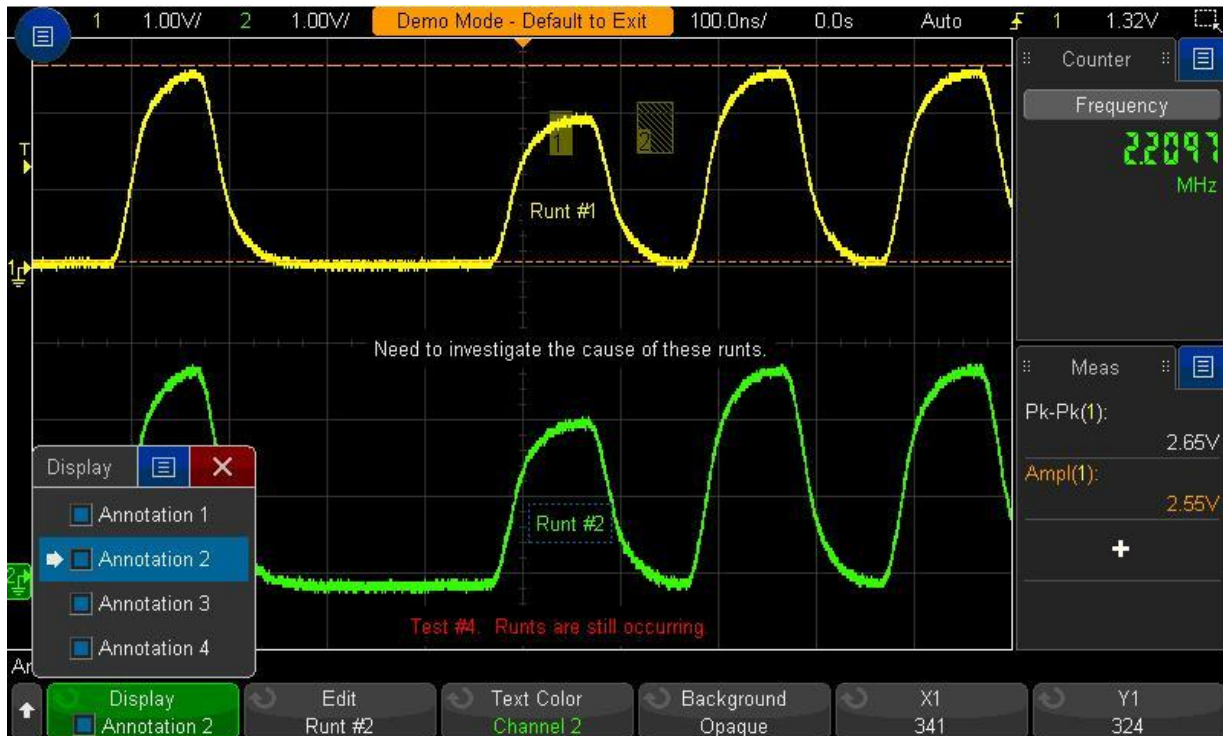 1 1.00V/ 2 1.00V/ Demo Mode - Default to Exit 100.0ns/ 0.0s Auto 1 1.32V
Counter
Frequency
2.2097
MHz
T
1 2
Runt #1
1
Need to investigate the cause of these runts.
Meas
Pk-Pk(1):
2.65V
Ampl(1):
2.55V
+
Display
Annotation 1
Annotation 2
Annotation 3
Annotation 4
Runt #2
2
Test #4. Runts are still occurring.
An
Display Edit Text Color Background X1 Y1
Annotation 2 Runt #2 Channel 2 Opaque 341 324